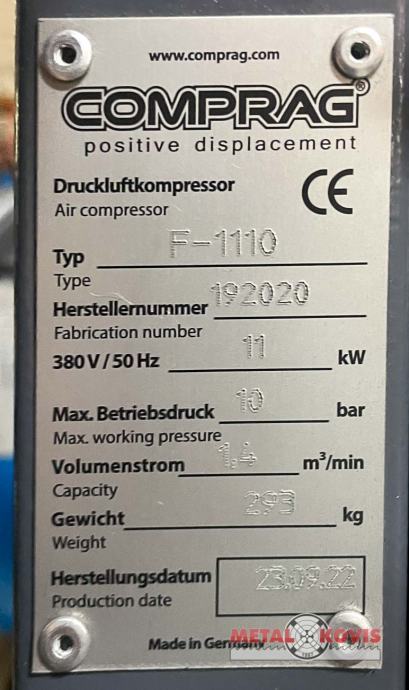 www.comprag.com
COMPRAG®
positive displacement
Druckluftkompressor
Air compressor
CE
Typ F-1110
Type
Herstellernummer 192020
Fabrication number
380 V / 50 Hz 11 kW
Max. Betriebsdruck 10 bar
Max. working pressure
Volumenstrom 1.4 m³/min
Capacity
Gewicht 293 kg
Weight
Herstellungsdatum 23.09.22
Production date
Made in Germany
METAL KOVIS